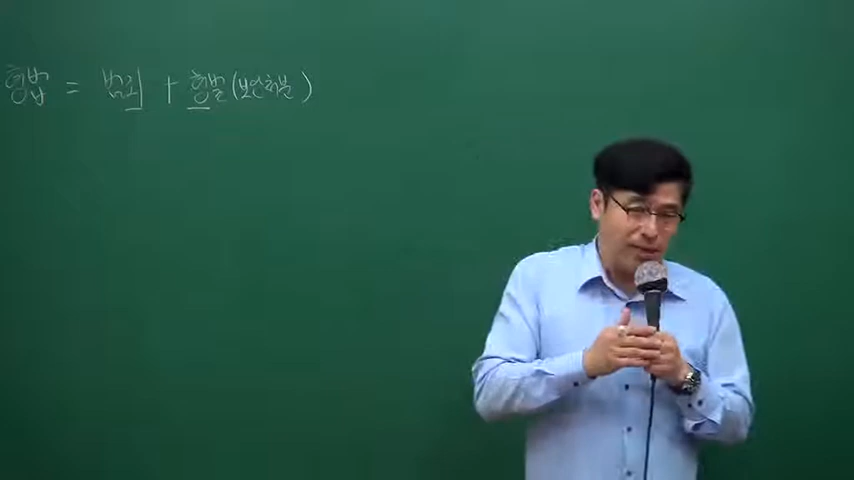 형법 = 범죄 + 형벌(보안처분)